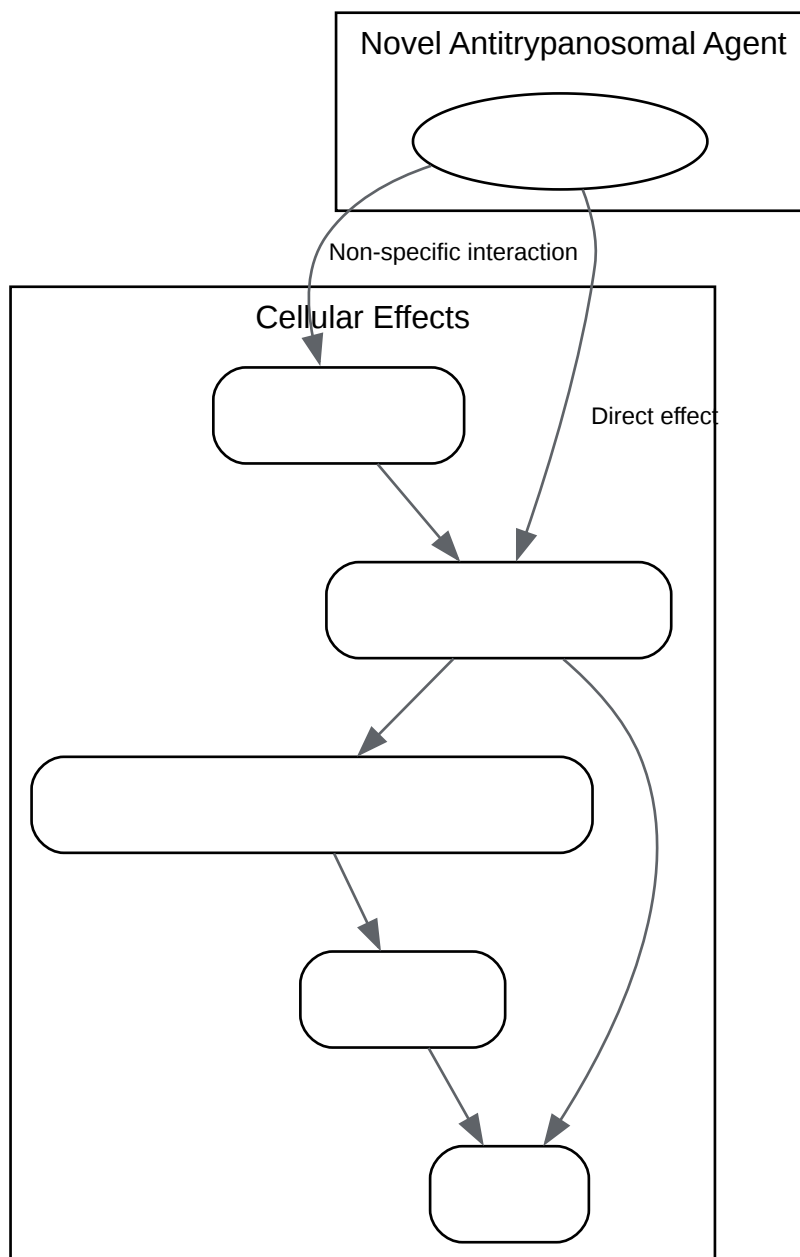 Novel Antitrypanosomal Agent
Non-specific interaction
Cellular Effects
Direct effect